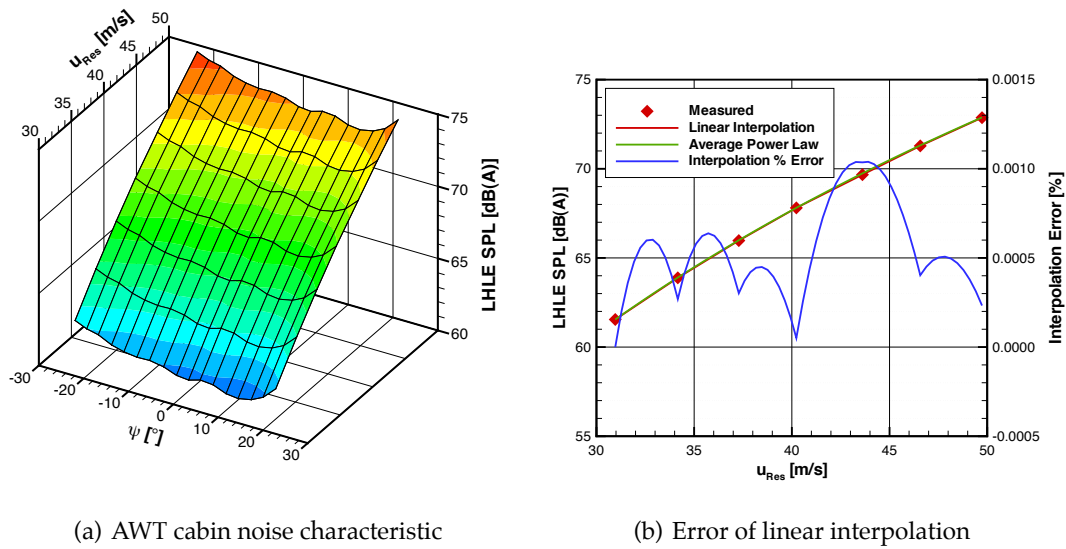 u_Res [m/s]
50
45
40
35
30
75
70
65
60
LHLE SPL [dB(A)]
-30
-20
-10
0
10
20
30
ψ [°]
(a) AWT cabin noise characteristic
75
70
65
60
55
LHLE SPL [dB(A)]
Measured
Linear Interpolation
Average Power Law
Interpolation % Error
0.0015
0.0010
0.0005
0.0000
-0.0005
Interpolation Error [%]
30
35
40
45
50
u_Res [m/s]
(b) Error of linear interpolation